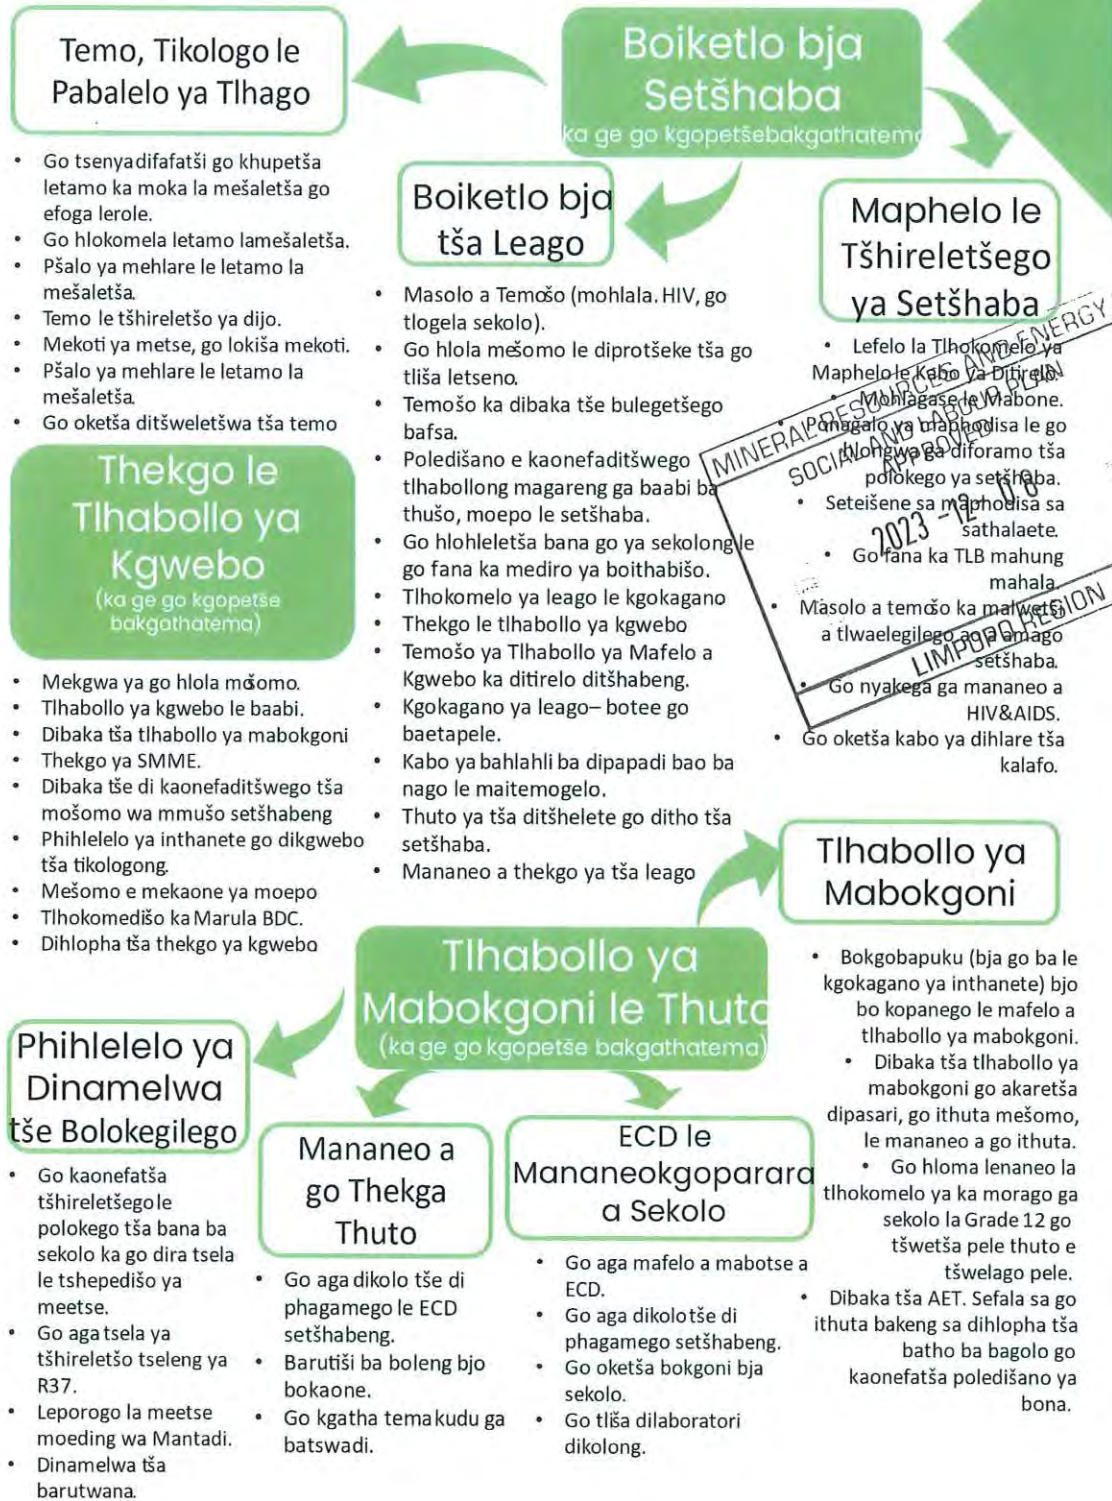 Boiketlo bja
Setšhaba
(ka ge go kgopetšebakgathatema)
Temo, Tikologo le
Pabalelo ya Tlhago
• Go tsenyadifafatši go khupetša
letamo ka moka la mešaletša go
efoga lerole.
• Go hlokomela letamo lamešaletša.
• Pšalo ya mehlare le letamo la
mešaletša.
• Temo le tšhireletšo ya dijo.
• Mekoti ya metse, go lokiša mekoti.
• Pšalo ya mehlare le letamo la
mešaletša.
• Go oketša ditšweletšwa tša temo
Boiketlo bja
tša Leago
• Masolo a Temošo (mohlala. HIV, go
tlogela sekolo).
• Go hlola mešomo le diprotšeke tša go
tliša letseno.
• Temošo ka dibaka tše bulegetšego
bafsa.
• Poledišano e kaonefaditšwego
tlhabollong magareng ga baabi ba
thušo, moepo le setšhaba.
• Go hlohleletša bana go ya sekolong le
go fana ka mediro ya boithabišo.
• Tlhokomelo ya leago le kgokagano
• Thekgo le tlhabollo ya kgwebo
• Temošo ya Tlhabollo ya Mafelo a
Kgwebo ka ditirelo ditšhabeng.
• Kgokagano ya leago– botee go
baetapele.
• Kabo ya bahlahli ba dipapadi bao ba
nago le maitemogelo.
• Thuto ya tša ditšhelete go ditho tša
setšhaba.
• Mananeo a thekgo ya tša leago
Maphelo le
Tšhireletšego
ya Setšhaba
• Lefelo la Tlhokomelo ya
Maphelo le Kabo ya Ditirelo.
• Mohlagase le Mabone.
Ponagalo ya maphodisa le go
hlongwa ga diforamo tša
polokego ya setšhaba.
• Seteišene sa maphodisa sa
sathalaete.
• Go fana ka TLB mahung
mahala.
• Masolo a temošo ka malwetši
a tlwaelegilego ao a amago
setšhaba.
• Go nyakega ga mananeo a
HIV&AIDS.
• Go oketša kabo ya dihlare tša
kalafo.
MINERAL RESOURCES AND ENERGY
SOCIAL AND LABOUR PLAN
APPROVED
2023 -12- 08
LIMPOPO REGION
Thekgo le
Tlhabollo ya
Kgwebo
(ka ge go kgopetše
bakgathatema)
• Mekgwa ya go hlola mošomo.
• Tlhabollo ya kgwebo le baabi.
• Dibaka tša tlhabollo ya mabokgoni
• Thekgo ya SMME.
• Dibaka tše di kaonefaditšwego tša
mošomo wa mmušo setšhabeng
• Phihlelelo ya inthanete go dikgwebo
tša tikologong.
• Mešomo e mekaone ya moepo
• Tlhokomedišo ka Marula BDC.
• Dihlopha tša thekgo ya kgwebo
Tlhabollo ya
Mabokgoni le Thuto
(ka ge go kgopetše bakgathatema)
Phihlelelo ya
Dinamelwa
tše Bolokegilego
• Go kaonefatša
tšhireletšegole
polokego tša bana ba
sekolo ka go dira tsela
le tshepedišo ya
meetse.
• Go aga tsela ya
tšhireletšo tseleng ya
R37.
• Leporogo la meetse
moeding wa Mantadi.
• Dinamelwa tša
barutwana.
Mananeo a
go Thekga
Thuto
• Go aga dikolo tše di
phagamego le ECD
setšhabeng.
• Barutiši ba boleng bjo
bokaone.
• Go kgatha tema kudu ga
batswadi.
ECD le
Mananeokgoparara
a Sekolo
• Go aga mafelo a mabotse a
ECD.
• Go aga dikolotše di
phagamego setšhabeng.
• Go oketša bokgoni bja
sekolo.
• Go tliša dilaboratori
dikolong.
Tlhabollo ya
Mabokgoni
• Bokgobapuku (bja go ba le
kgokagano ya inthanete) bjo
bo kopanego le mafelo a
tlhabollo ya mabokgoni.
• Dibaka tša tlhabollo ya
mabokgoni go akaretša
dipasari, go ithuta mešomo,
le mananeo a go ithuta.
• Go hloma lenaneo la
tlhokomelo ya ka morago ga
sekolo la Grade 12 go
tšwetša pele thuto e
tšwelago pele.
• Dibaka tša AET. Sefala sa go
ithuta bakeng sa dihlopha tša
batho ba bagolo go
kaonefatša poledišano ya
bona.